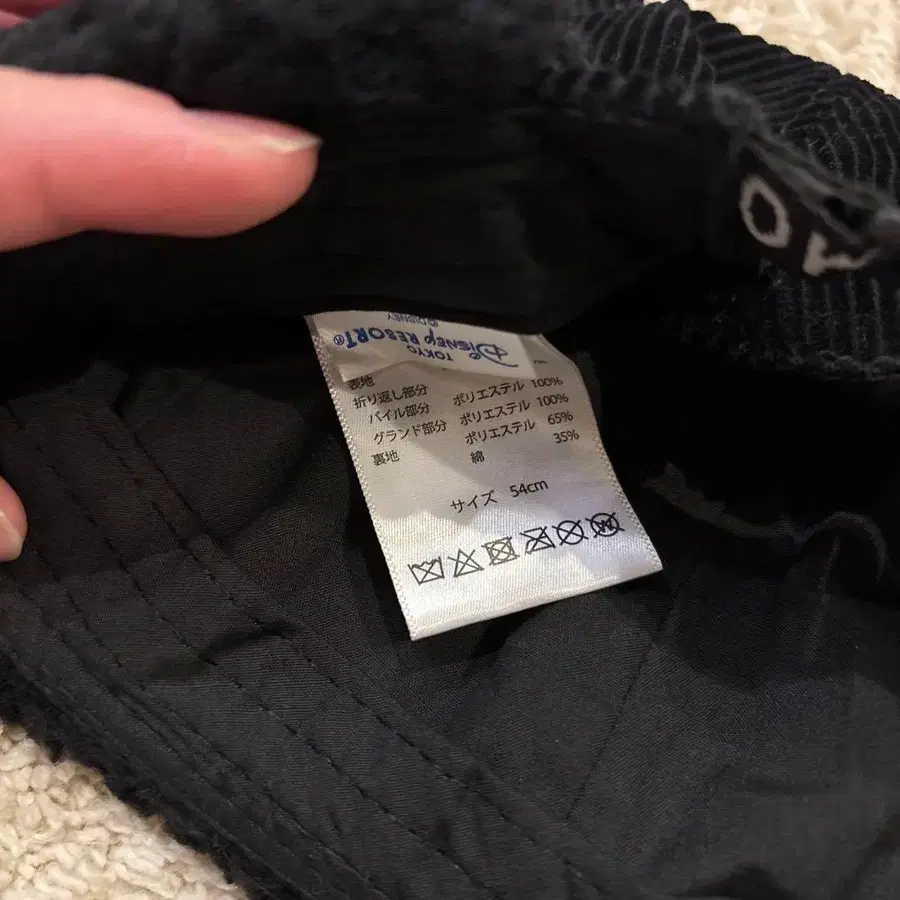 TOKYO
DISNEY RESORT®
©DISNEY
表地
折り返し部分 ポリエステル 100%
パイル部分 ポリエステル 100%
グランド部分 ポリエステル 65%
裏地 綿 35%
サイズ 54cm
OM